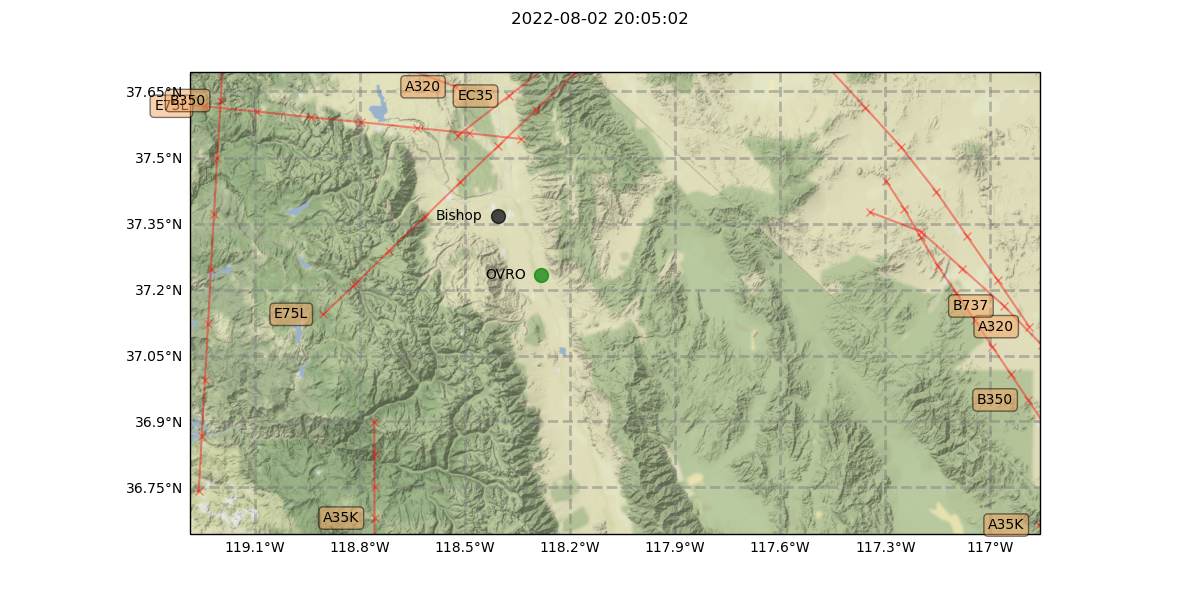 2022-08-02 20:05:02
37.65°N
37.5°N
37.35°N
37.2°N
37.05°N
36.9°N
36.75°N
E75L
B350
A320
EC35
Bishop
OVRO
E75L
B737
A320
B350
A35K
A35K
119.1°W
118.8°W
118.5°W
118.2°W
117.9°W
117.6°W
117.3°W
117°W